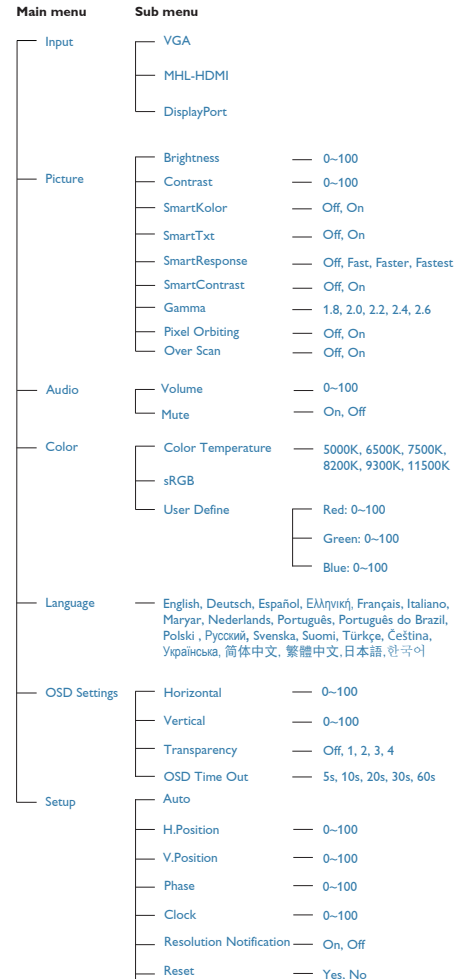 Main menu Sub menu
Input VGA
MHL-HDMI
DisplayPort
Picture
Brightness 0~100
Contrast 0~100
SmartKolor Off, On
SmartTxt Off, On
SmartResponse Off, Fast, Faster, Fastest
SmartContrast Off, On
Gamma 1.8, 2.0, 2.2, 2.4, 2.6
Pixel Orbiting Off, On
Over Scan Off, On
Audio Volume 0~100
Mute On, Off
Color Color Temperature 5000K, 6500K, 7500K,
8200K, 9300K, 11500K
sRGB
User Define Red: 0~100
Green: 0~100
Blue: 0~100
Language English, Deutsch, Español, Ελληνική, Français, Italiano,
Maryar, Nederlands, Português, Português do Brazil,
Polski , Русский, Svenska, Suomi, Türkçe, Čeština,
Українська, 简体中文, 繁體中文,日本語,한국어
OSD Settings Horizontal 0~100
Vertical 0~100
Transparency Off, 1, 2, 3, 4
OSD Time Out 5s, 10s, 20s, 30s, 60s
Setup Auto
H.Position 0~100
V.Position 0~100
Phase 0~100
Clock 0~100
Resolution Notification On, Off
Reset Yes, No